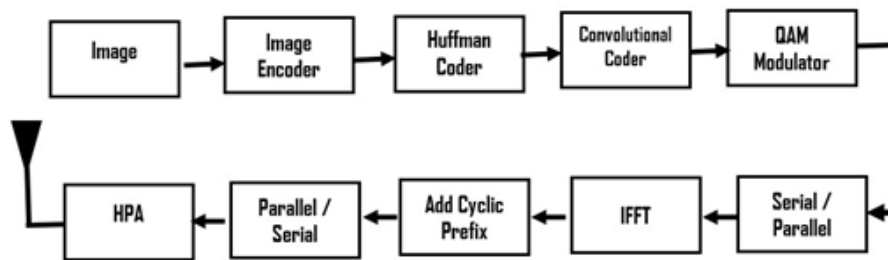 Image
Image
Encoder
Huffman
Coder
Convolutional
Coder
QAM
Modulator
HPA
Parallel /
Serial
Add Cyclic
Prefix
IFFT
Serial /
Parallel